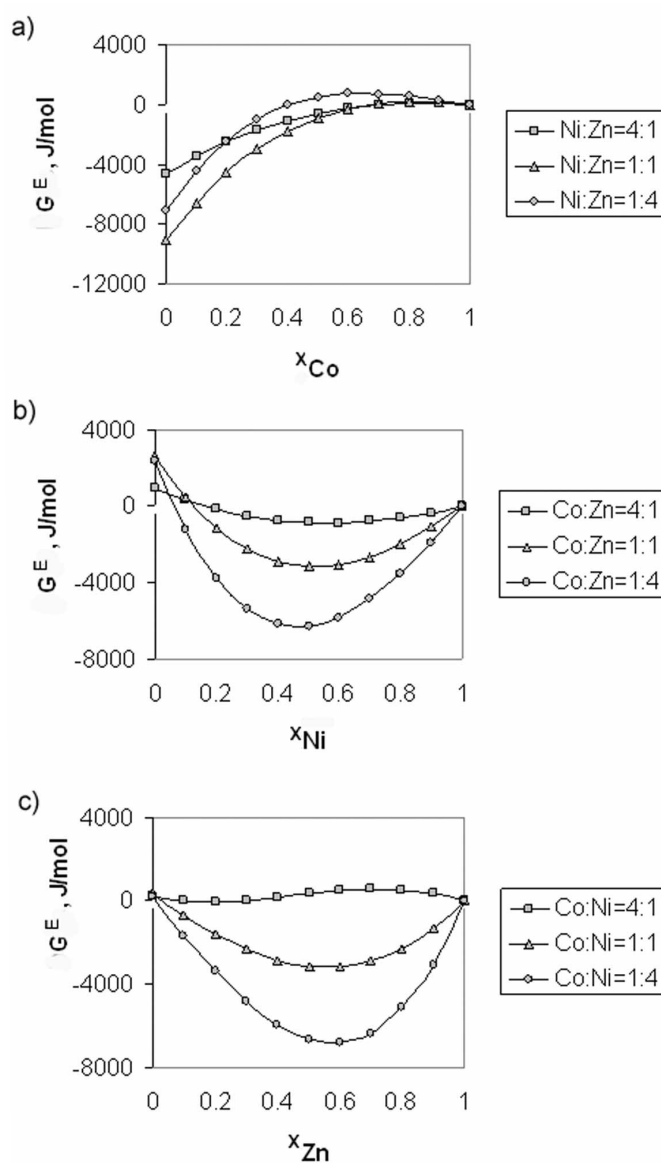 a)
4000
0
-4000
-8000
-12000
G^E, J/mol
0 0.2 0.4 0.6 0.8 1
x_Co
Ni:Zn=4:1
Ni:Zn=1:1
Ni:Zn=1:4
b)
4000
0
-4000
-8000
G^E, J/mol
0 0.2 0.4 0.6 0.8 1
x_Ni
Co:Zn=4:1
Co:Zn=1:1
Co:Zn=1:4
c)
4000
0
-4000
-8000
G^E, J/mol
0 0.2 0.4 0.6 0.8 1
x_Zn
Co:Ni=4:1
Co:Ni=1:1
Co:Ni=1:4